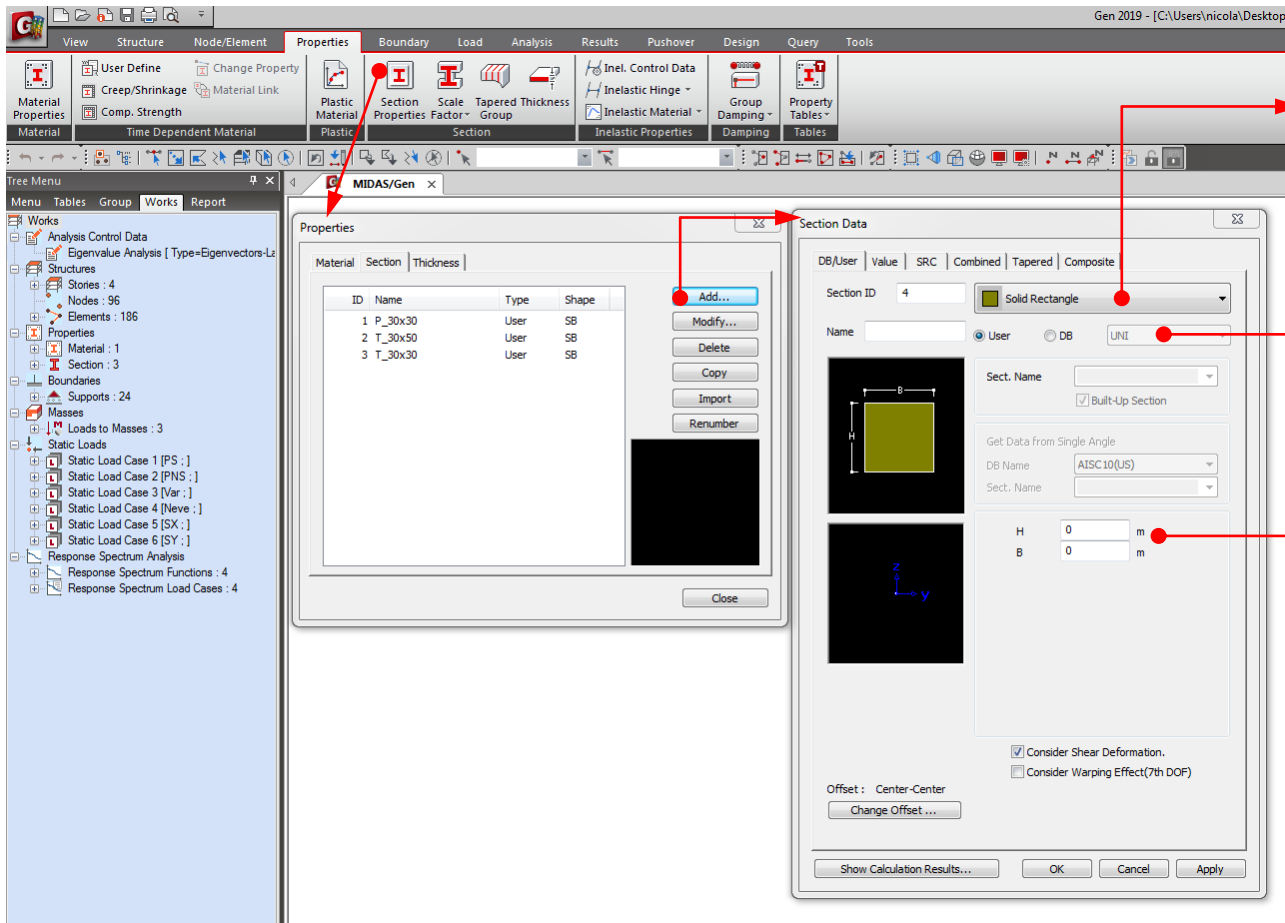 Gen 2019 - [C:\Users\nicola\Desktop
View Structure Node/Element Properties Boundary Load Analysis Results Pushover Design Query Tools
Material Properties
User Define
Creep/Shrinkage
Comp. Strength
Change Property
Material Link
Plastic Material
Section Properties
Scale Factor
Tapered Group
Thickness
Inel. Control Data
Inelastic Hinge
Inelastic Material
Group Damping
Property Tables
Material Time Dependent Material Plastic Section Inelastic Properties Damping Tables
Tree Menu
Menu Tables Group Works Report
MIDAS/Gen
Works
Analysis Control Data
Eigenvalue Analysis [ Type=Eigenvectors-La
Structures
Stories : 4
Nodes : 96
Elements : 186
Properties
Material : 1
Section : 3
Boundaries
Supports : 24
Masses
Loads to Masses : 3
Static Loads
Static Load Case 1 [PS ; ]
Static Load Case 2 [PNS ; ]
Static Load Case 3 [Var ; ]
Static Load Case 4 [Neve ; ]
Static Load Case 5 [SX ; ]
Static Load Case 6 [SY ; ]
Response Spectrum Analysis
Response Spectrum Functions : 4
Response Spectrum Load Cases : 4
Properties
Material Section Thickness
ID Name Type Shape
1 P_30x30 User SB
2 T_30x50 User SB
3 T_30x30 User SB
Add...
Modify...
Delete
Copy
Import
Renumber
Close
Section Data
DB/User Value SRC Combined Tapered Composite
Section ID 4 Solid Rectangle
Name User DB UNI
B
H
Sect. Name
Built-Up Section
Get Data from Single Angle
DB Name AISC10(US)
Sect. Name
H 0 m
B 0 m
z
y
Consider Shear Deformation.
Consider Warping Effect(7th DOF)
Offset : Center-Center
Change Offset ...
Show Calculation Results... OK Cancel Apply